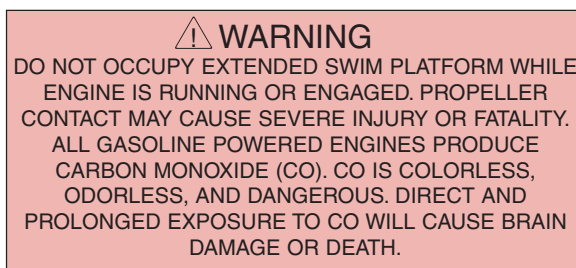 WARNING
DO NOT OCCUPY EXTENDED SWIM PLATFORM WHILE
ENGINE IS RUNNING OR ENGAGED. PROPELLER
CONTACT MAY CAUSE SEVERE INJURY OR FATALITY.
ALL GASOLINE POWERED ENGINES PRODUCE
CARBON MONOXIDE (CO). CO IS COLORLESS,
ODORLESS, AND DANGEROUS. DIRECT AND
PROLONGED EXPOSURE TO CO WILL CAUSE BRAIN
DAMAGE OR DEATH.